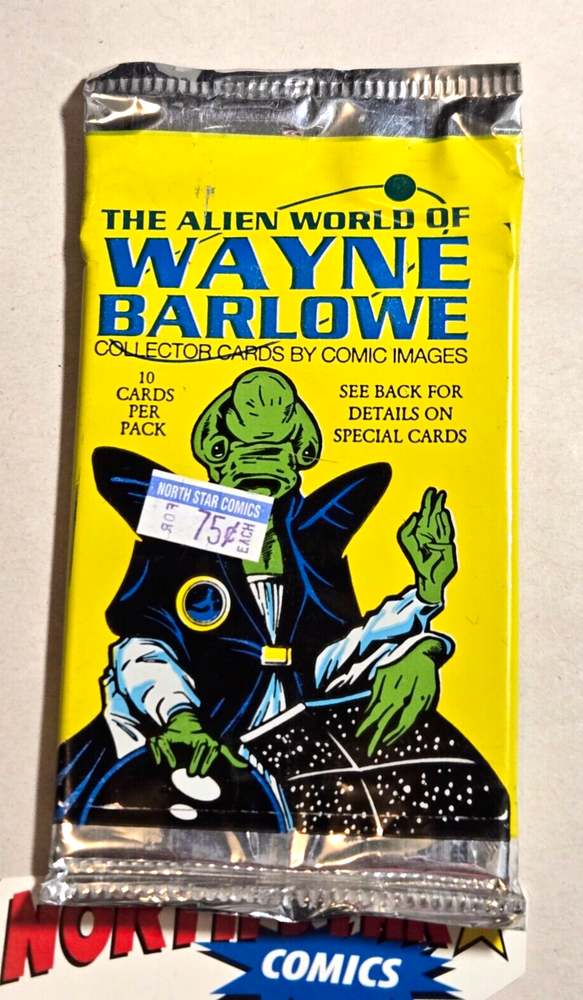 THE ALIEN WORLD OF
WAYNE
BARLOWE
COLLECTOR CARDS BY COMIC IMAGES
10
CARDS
PER
PACK
SEE BACK FOR
DETAILS ON
SPECIAL CARDS
NORTH STAR COMICS
FOR
75¢
EACH
COMICS